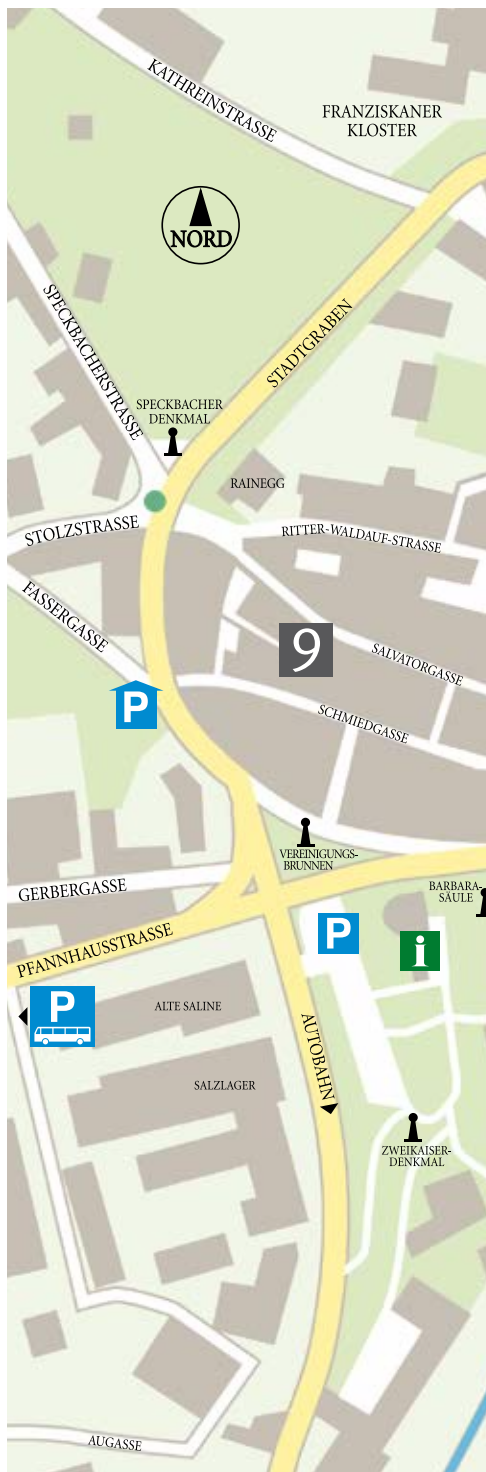 KATHREINSTRASSE
FRANZISKANER
KLOSTER
NORD
SPECKBACHERSTRASSE
STADTGRABEN
SPECKBACHER
DENKMAL
RAINEGG
STOLZSTRASSE
RITTER-WALDAUF-STRASSE
FASSERGASSE
9
SALVATORGASSE
P
SCHMIEDGASSE
VEREINIGUNGS-
BRUNNEN
GERBERGASSE
BARBARA-
SÄULE
PFANNHAUSSTRASSE
P
i
P
ALTE SALINE
AUTOBAHN
SALZLAGER
ZWEIKAISER-
DENKMAL
AUGASSE